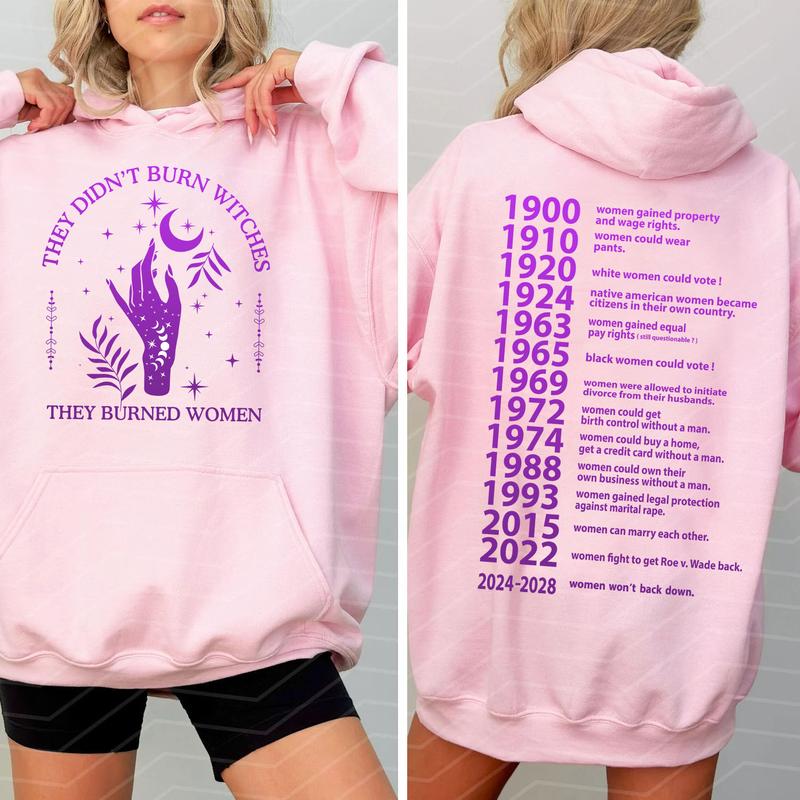 THEY DIDN'T BURN WITCHES
THEY BURNED WOMEN
1900 women gained property
and wage rights.
1910 women could wear
pants.
1920 white women could vote !
1924 native american women became
citizens in their own country.
1963 women gained equal
pay rights ( still questionable ? )
1965 black women could vote !
1969 women were allowed to initiate
divorce from their husbands.
1972 women could get
birth control without a man.
1974 women could buy a home,
get a credit card without a man.
1988 women could own their
own business without a man.
1993 women gained legal protection
against marital rape.
2015 women can marry each other.
2022 women fight to get Roe v. Wade back.
2024-2028 women won't back down.